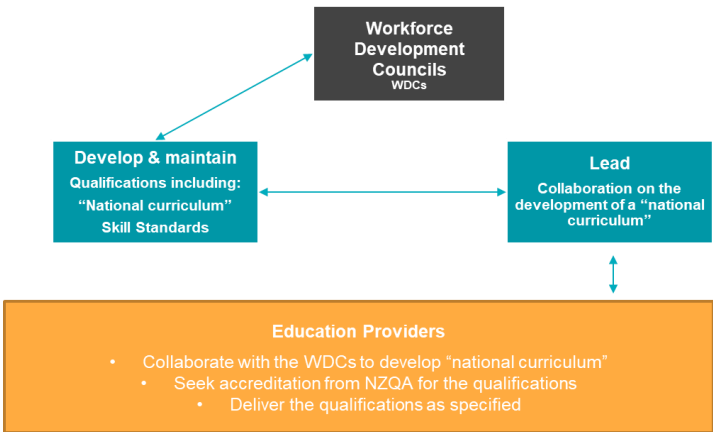 Workforce
Development
Councils
WDCs
Develop & maintain
Qualifications including:
“National curriculum”
Skill Standards
Lead
Collaboration on the
development of a “national
curriculum”
Education Providers
• Collaborate with the WDCs to develop “national curriculum”
• Seek accreditation from NZQA for the qualifications
• Deliver the qualifications as specified